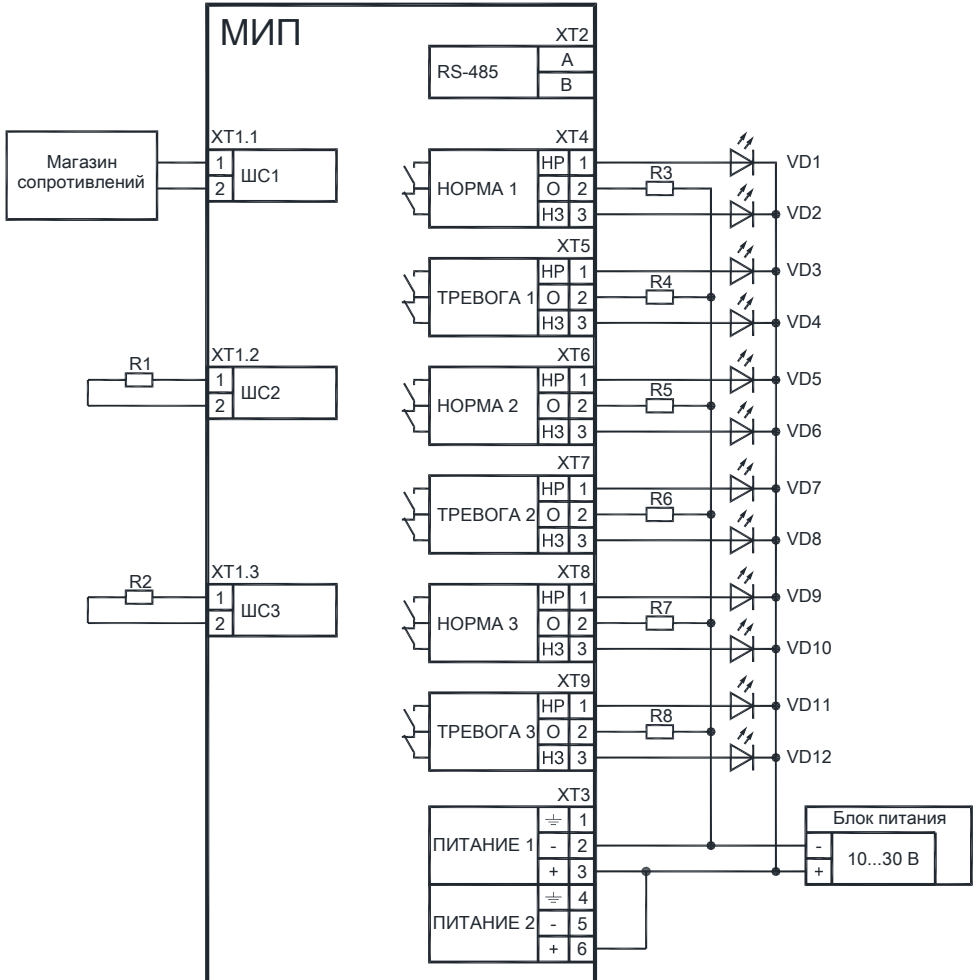 МИП
XT2
RS-485
A
B
XT1.1
Магазин
сопротивлений
1
2
ШС1
XT4
НОРМА 1
НР 1
О 2
НЗ 3
R3
VD1
VD2
XT5
ТРЕВОГА 1
НР 1
О 2
НЗ 3
R4
VD3
VD4
XT1.2
R1
1
2
ШС2
XT6
НОРМА 2
НР 1
О 2
НЗ 3
R5
VD5
VD6
XT7
ТРЕВОГА 2
НР 1
О 2
НЗ 3
R6
VD7
VD8
XT1.3
R2
1
2
ШС3
XT8
НОРМА 3
НР 1
О 2
НЗ 3
R7
VD9
VD10
XT9
ТРЕВОГА 3
НР 1
О 2
НЗ 3
R8
VD11
VD12
XT3
ПИТАНИЕ 1
1
- 2
+ 3
ПИТАНИЕ 2
4
- 5
+ 6
Блок питания
-
+
10...30 В